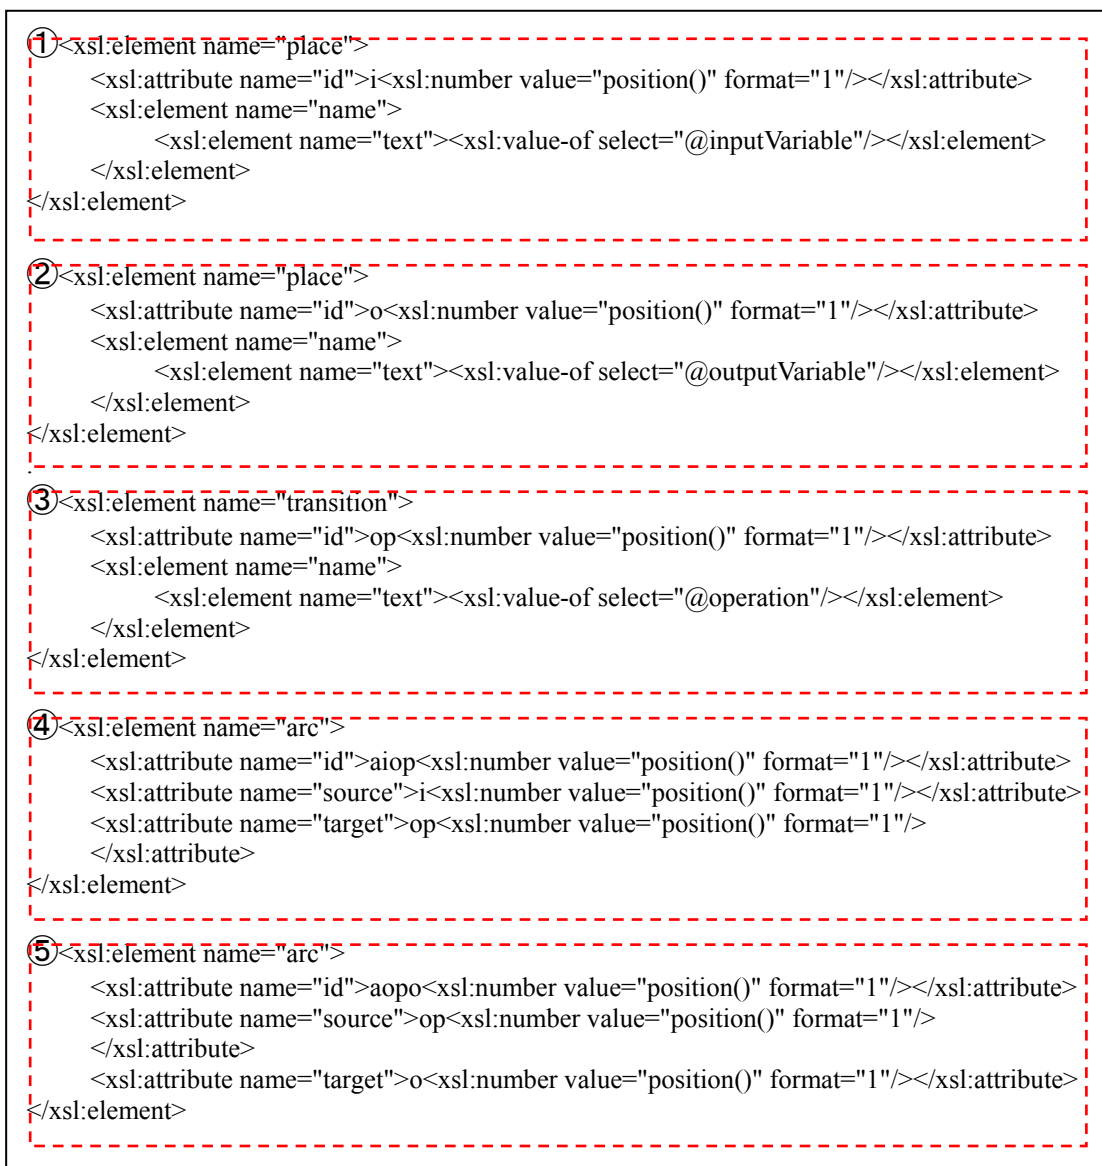 ①<xsl:element name="place">
<xsl:attribute name="id">i<xsl:number value="position()" format="1"/></xsl:attribute>
<xsl:element name="name">
<xsl:element name="text"><xsl:value-of select="@inputVariable"/></xsl:element>
</xsl:element>
</xsl:element>
②<xsl:element name="place">
<xsl:attribute name="id">o<xsl:number value="position()" format="1"/></xsl:attribute>
<xsl:element name="name">
<xsl:element name="text"><xsl:value-of select="@outputVariable"/></xsl:element>
</xsl:element>
</xsl:element>
.
③<xsl:element name="transition">
<xsl:attribute name="id">op<xsl:number value="position()" format="1"/></xsl:attribute>
<xsl:element name="name">
<xsl:element name="text"><xsl:value-of select="@operation"/></xsl:element>
</xsl:element>
</xsl:element>
④<xsl:element name="arc">
<xsl:attribute name="id">aiop<xsl:number value="position()" format="1"/></xsl:attribute>
<xsl:attribute name="source">i<xsl:number value="position()" format="1"/></xsl:attribute>
<xsl:attribute name="target">op<xsl:number value="position()" format="1"/>
</xsl:attribute>
</xsl:element>
⑤<xsl:element name="arc">
<xsl:attribute name="id">aopo<xsl:number value="position()" format="1"/></xsl:attribute>
<xsl:attribute name="source">op<xsl:number value="position()" format="1"/>
</xsl:attribute>
<xsl:attribute name="target">o<xsl:number value="position()" format="1"/></xsl:attribute>
</xsl:element>